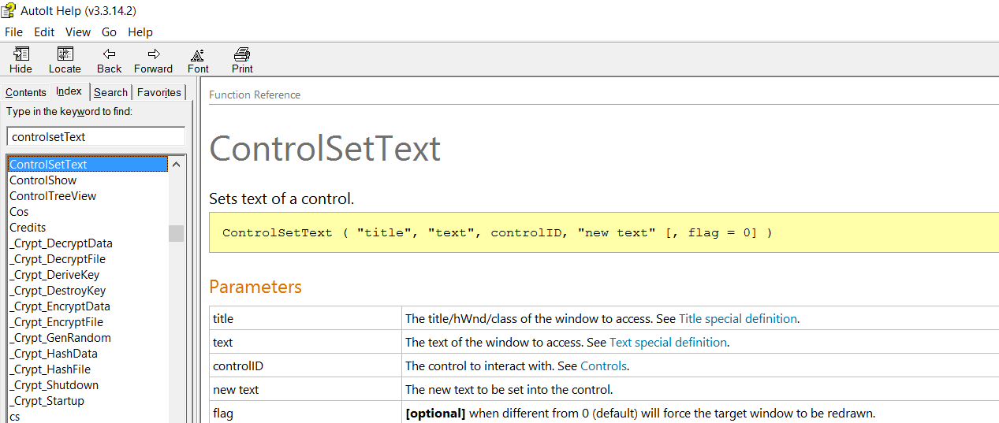 AutoIt Help (v3.3.14.2)
File Edit View Go Help
Hide Locate Back Forward Font Print
Contents Index Search Favorites
Type in the keyword to find:
controlsetText
ControlSetText
ControlShow
ControlTreeView
Cos
Credits
_Crypt_DecryptData
_Crypt_DecryptFile
_Crypt_DeriveKey
_Crypt_DestroyKey
_Crypt_EncryptData
_Crypt_EncryptFile
_Crypt_GenRandom
_Crypt_HashData
_Crypt_HashFile
_Crypt_Shutdown
_Crypt_Startup
cs
Function Reference
ControlSetText
Sets text of a control.
ControlSetText ( "title", "text", controlID, "new text" [, flag = 0] )
Parameters
title The title/hWnd/class of the window to access. See Title special definition.
text The text of the window to access. See Text special definition.
controlID The control to interact with. See Controls.
new text The new text to be set into the control.
flag [optional] when different from 0 (default) will force the target window to be redrawn.